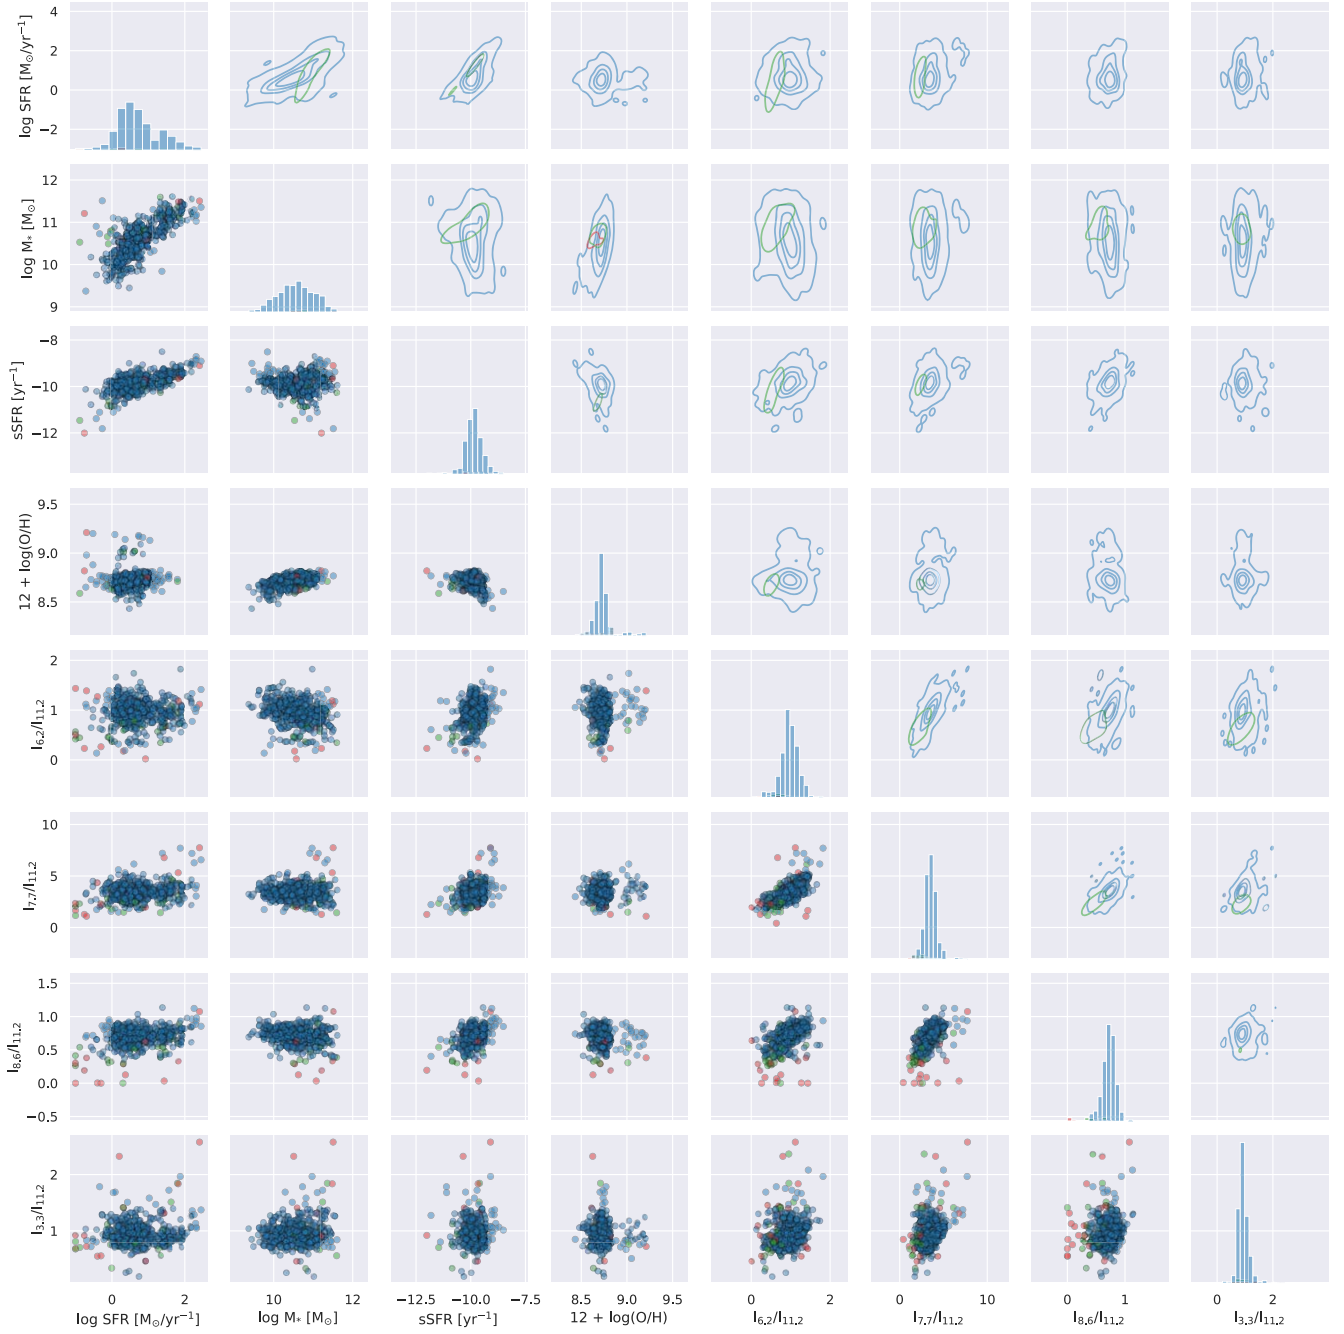 log SFR [M⊙/yr⁻¹]
4
2
0
−2
log M* [M⊙]
12
11
10
9
sSFR [yr⁻¹]
−8
−10
−12
12 + log(O/H)
9.5
9.0
8.5
I6.2/I11.2
2
1
0
I7.7/I11.2
10
5
0
I8.6/I11.2
1.5
1.0
0.5
0.0
−0.5
I3.3/I11.2
2
1
0 2 10 12 −12.5 −10.0 −7.5 8.5 9.0 9.5 0 1 2 0 5 10 0 1 0 1 2
log SFR [M⊙/yr⁻¹] log M* [M⊙] sSFR [yr⁻¹] 12 + log(O/H) I6.2/I11.2 I7.7/I11.2 I8.6/I11.2 I3.3/I11.2